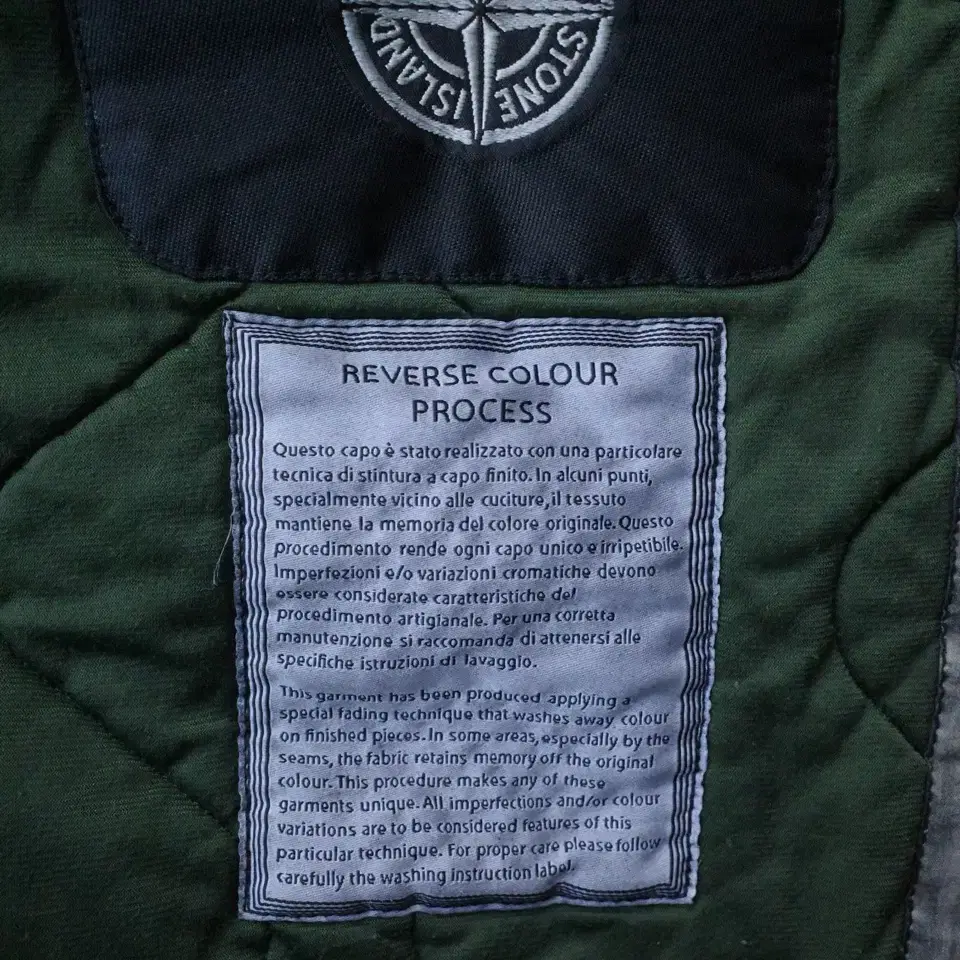 STONE
ISLAND
REVERSE COLOUR
PROCESS
Questo capo è stato realizzato con una particolare
tecnica di stintura a capo finito. In alcuni punti,
specialmente vicino alle cuciture, il tessuto
mantiene la memoria del colore originale. Questo
procedimento rende ogni capo unico e irripetibile.
Imperfezioni e/o variazioni cromatiche devono
essere considerate caratteristiche del
procedimento artigianale. Per una corretta
manutenzione si raccomanda di attenersi alle
specifiche istruzioni di lavaggio.
This garment has been produced applying a
special fading technique that washes away colour
on finished pieces. In some areas, especially by the
seams, the fabric retains memory off the original
colour. This procedure makes any of these
garments unique. All imperfections and/or colour
variations are to be considered features of this
particular technique. For proper care please follow
carefully the washing instruction label.